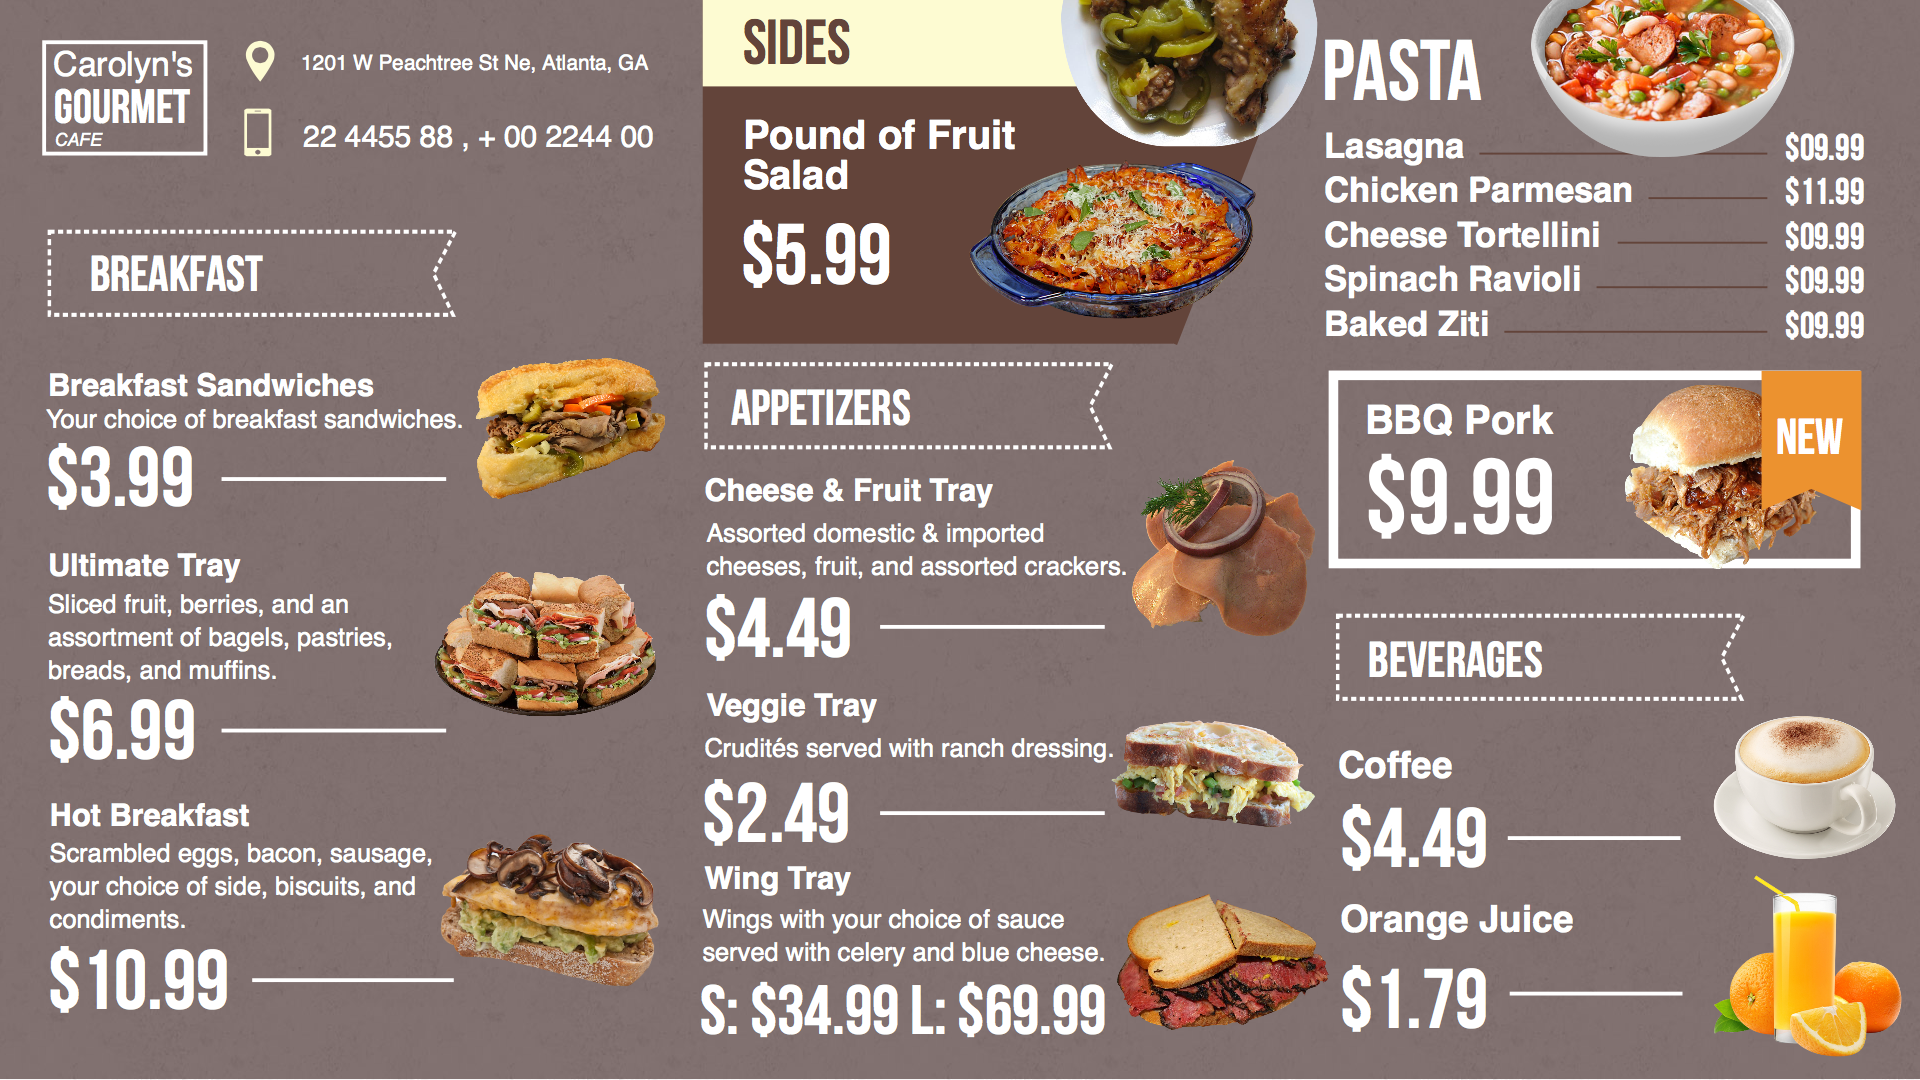 Carolyn's
GOURMET
CAFE
1201 W Peachtree St Ne, Atlanta, GA
22 4455 88 , + 00 2244 00
BREAKFAST
Breakfast Sandwiches
Your choice of breakfast sandwiches.
$3.99
Ultimate Tray
Sliced fruit, berries, and an
assortment of bagels, pastries,
breads, and muffins.
$6.99
Hot Breakfast
Scrambled eggs, bacon, sausage,
your choice of side, biscuits, and
condiments.
$10.99
SIDES
Pound of Fruit
Salad
$5.99
APPETIZERS
Cheese & Fruit Tray
Assorted domestic & imported
cheeses, fruit, and assorted crackers.
$4.49
Veggie Tray
Crudités served with ranch dressing.
$2.49
Wing Tray
Wings with your choice of sauce
served with celery and blue cheese.
S: $34.99 L: $69.99
PASTA
Lasagna $09.99
Chicken Parmesan $11.99
Cheese Tortellini $09.99
Spinach Ravioli $09.99
Baked Ziti $09.99
BBQ Pork
$9.99
NEW
BEVERAGES
Coffee
$4.49
Orange Juice
$1.79